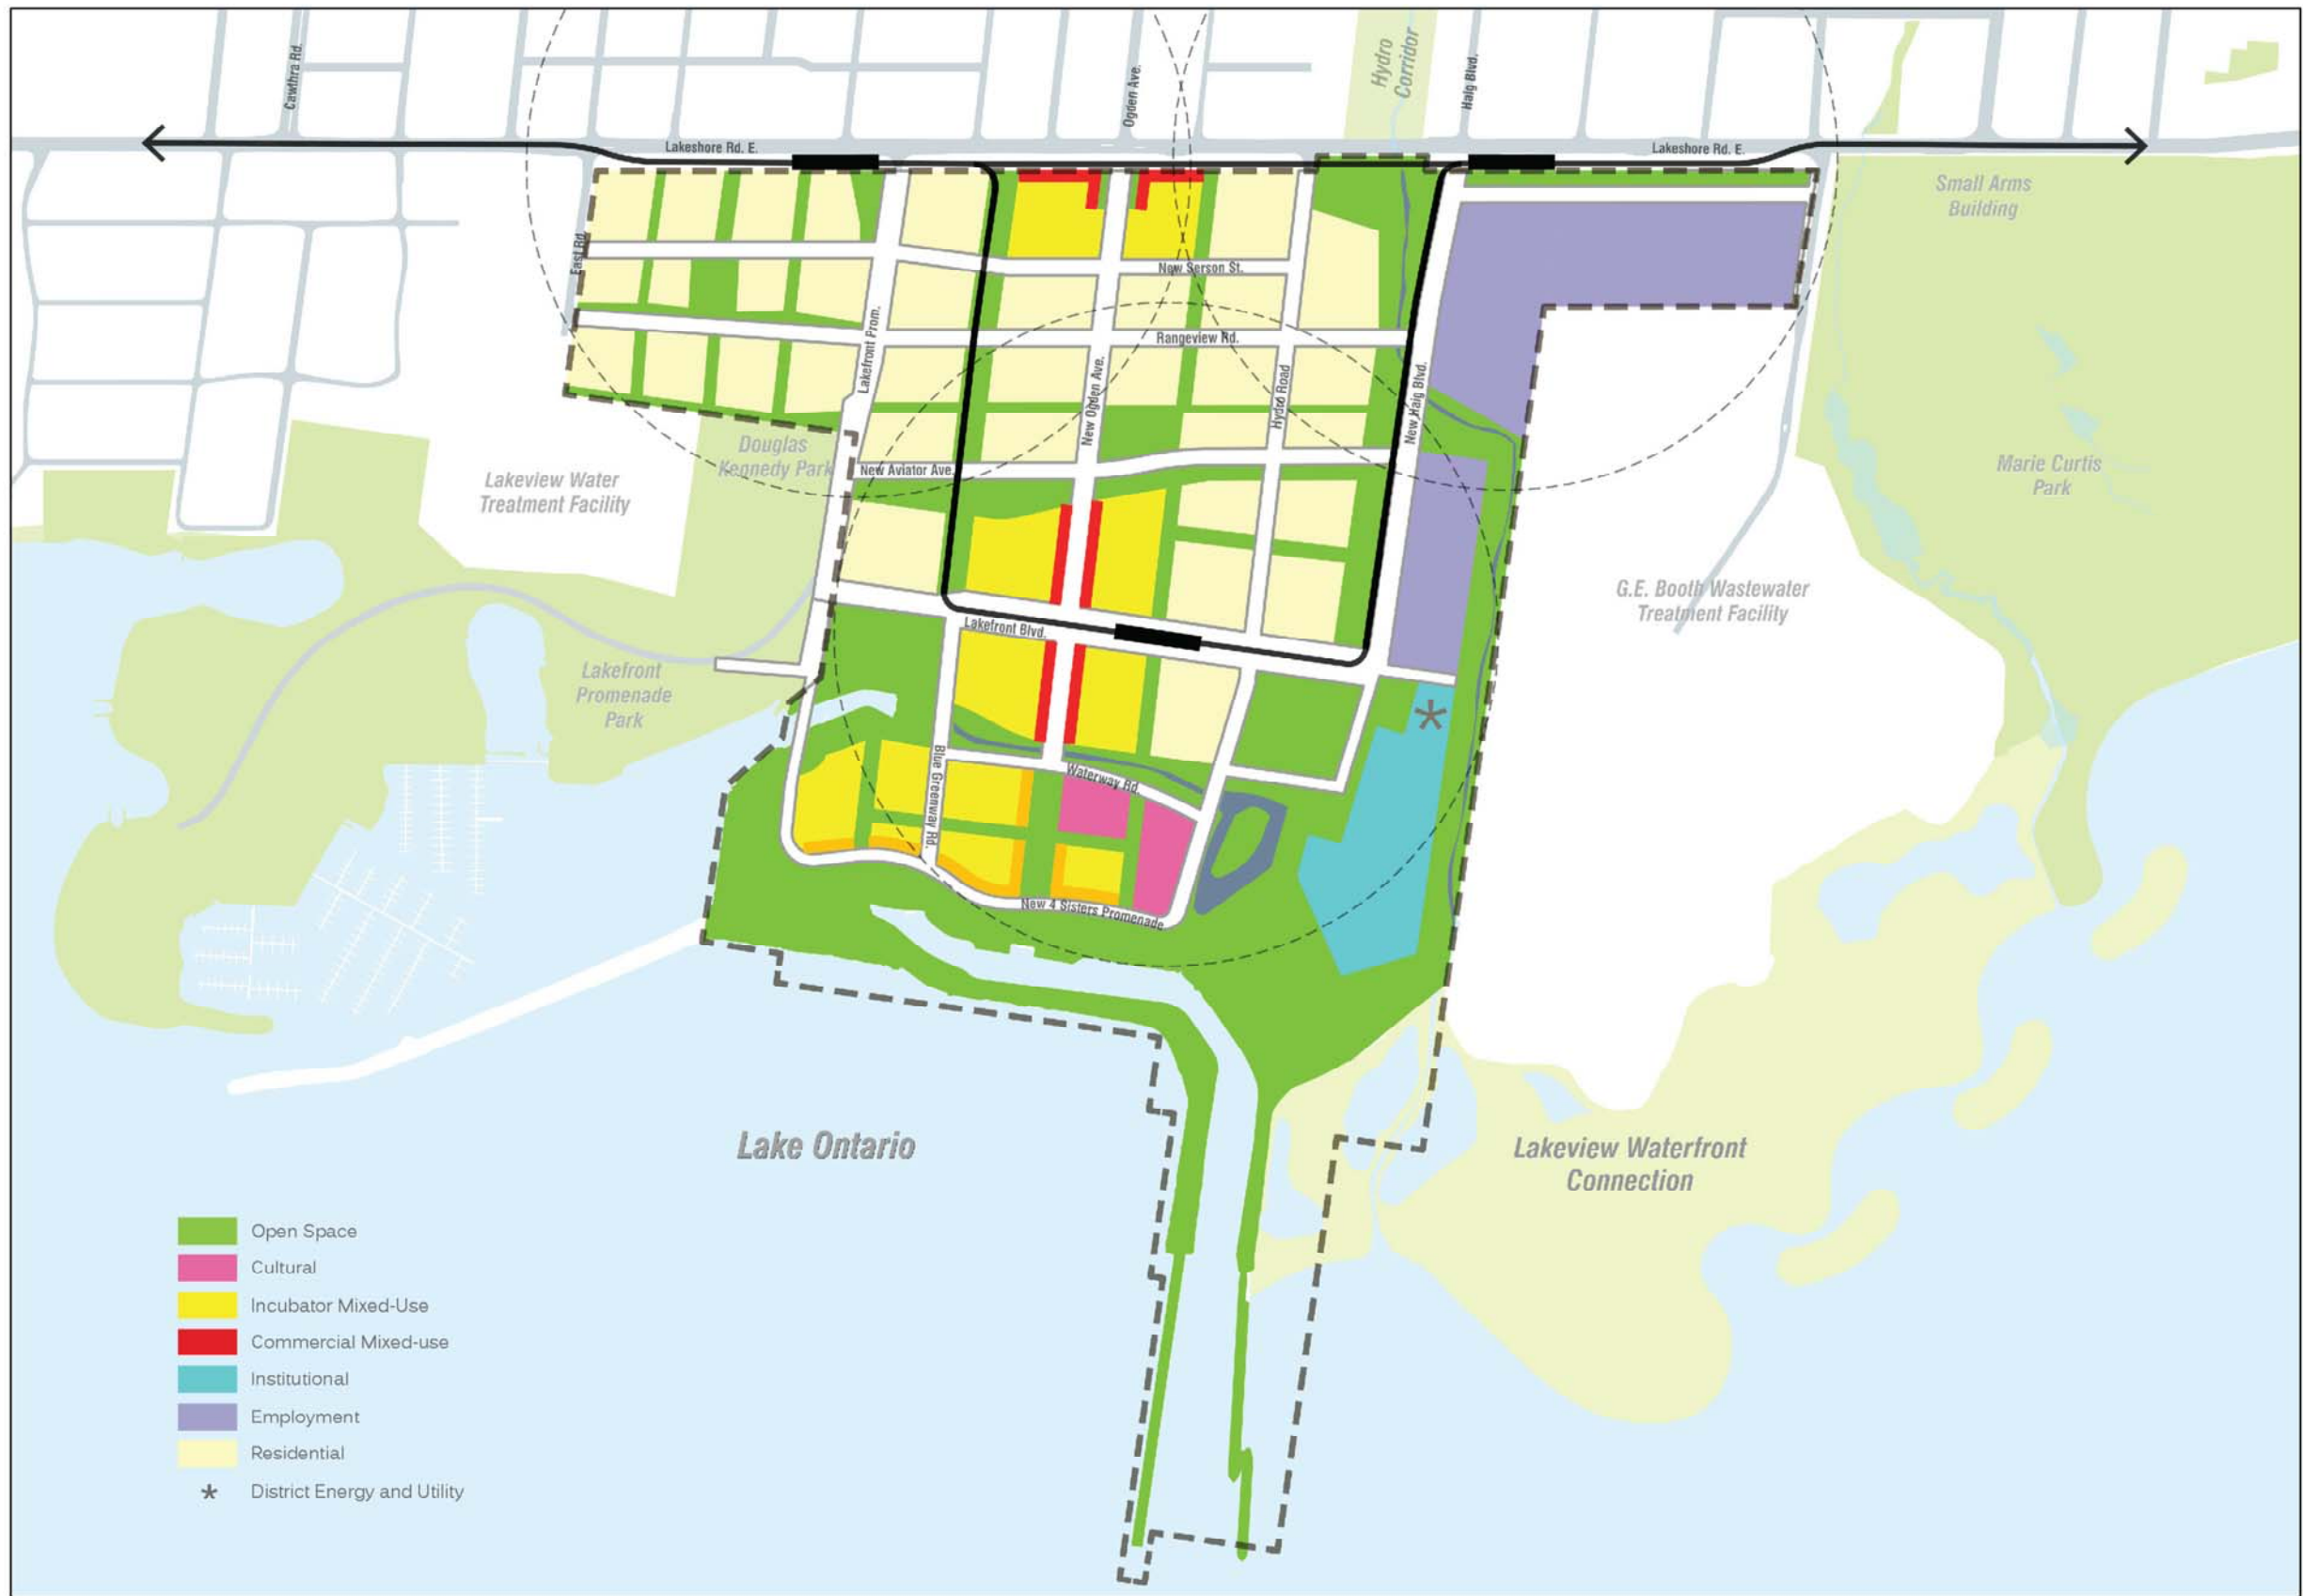 Cawthra Rd.
Ogden Ave.
Hydro
Corridor
Haig Blvd.
Lakeshore Rd. E.
Lakeshore Rd. E.
Small Arms
Building
East Rd.
New Serson St.
Lakefront Prom.
Rangeview Rd.
New Ogden Ave.
Hydro Road
New Haig Blvd.
Douglas
Kennedy Park
New Aviator Ave.
Lakeview Water
Treatment Facility
Marie Curtis
Park
G.E. Booth Wastewater
Treatment Facility
Lakefront Blvd.
Lakefront
Promenade
Park
Blue Greenway Rd.
Waterway Rd.
New 4 Sisters Promenade
Lake Ontario
Lakeview Waterfront
Connection
Open Space
Cultural
Incubator Mixed-Use
Commercial Mixed-use
Institutional
Employment
Residential
* District Energy and Utility